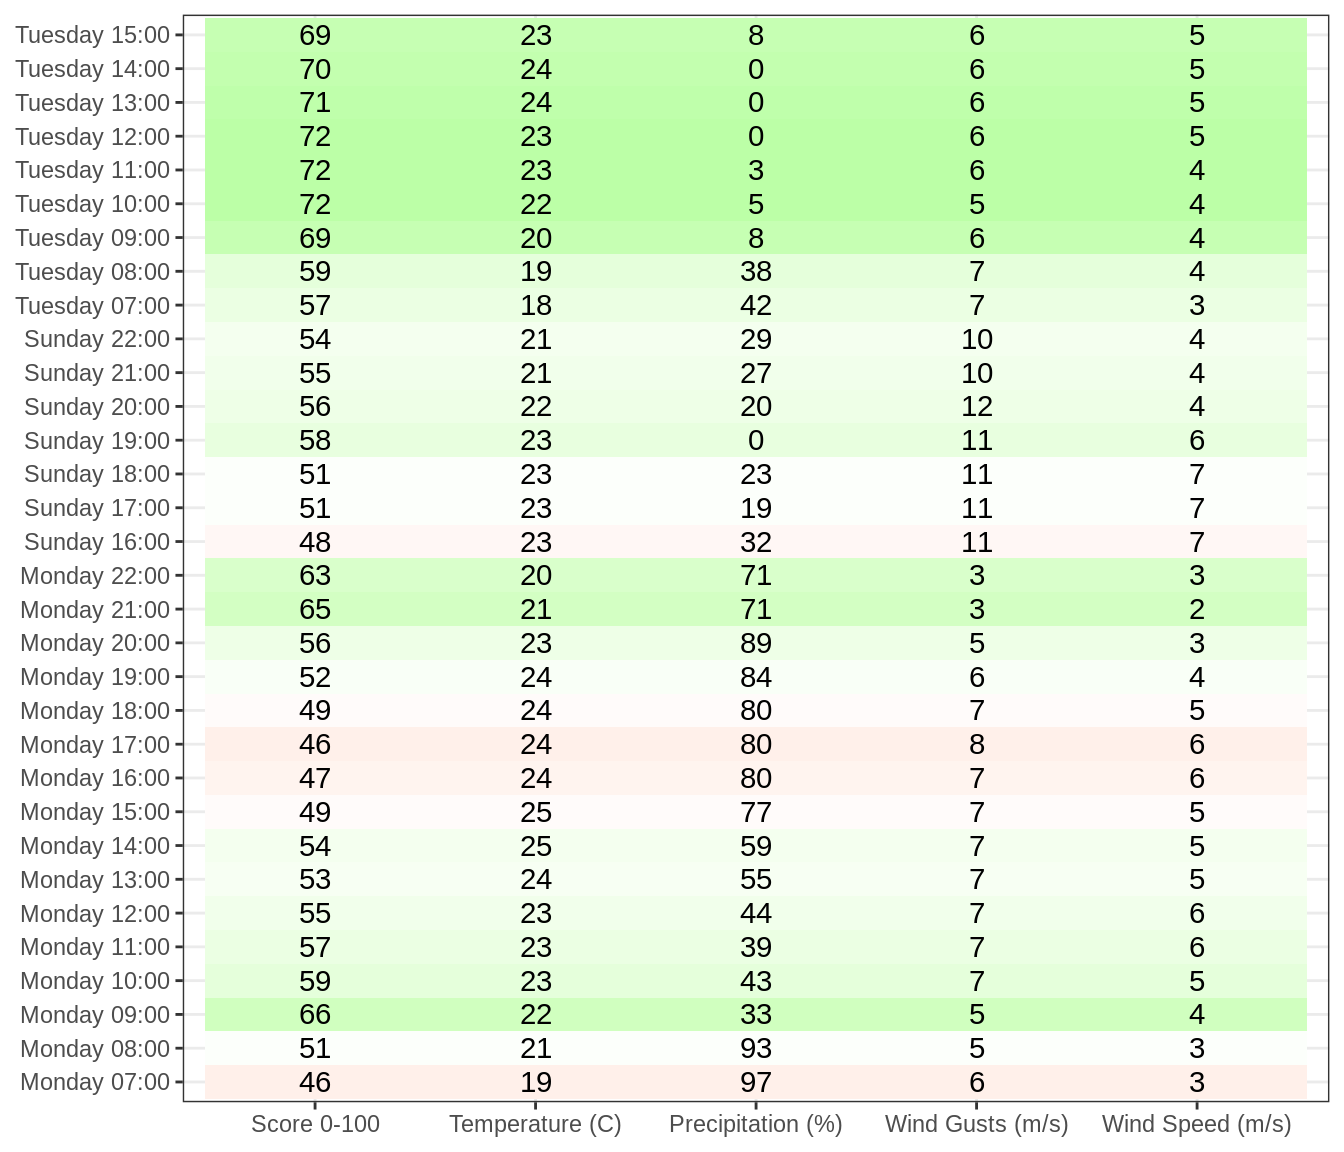 Tuesday 15:00 69 23 8 6 5
Tuesday 14:00 70 24 0 6 5
Tuesday 13:00 71 24 0 6 5
Tuesday 12:00 72 23 0 6 5
Tuesday 11:00 72 23 3 6 4
Tuesday 10:00 72 22 5 5 4
Tuesday 09:00 69 20 8 6 4
Tuesday 08:00 59 19 38 7 4
Tuesday 07:00 57 18 42 7 3
Sunday 22:00 54 21 29 10 4
Sunday 21:00 55 21 27 10 4
Sunday 20:00 56 22 20 12 4
Sunday 19:00 58 23 0 11 6
Sunday 18:00 51 23 23 11 7
Sunday 17:00 51 23 19 11 7
Sunday 16:00 48 23 32 11 7
Monday 22:00 63 20 71 3 3
Monday 21:00 65 21 71 3 2
Monday 20:00 56 23 89 5 3
Monday 19:00 52 24 84 6 4
Monday 18:00 49 24 80 7 5
Monday 17:00 46 24 80 8 6
Monday 16:00 47 24 80 7 6
Monday 15:00 49 25 77 7 5
Monday 14:00 54 25 59 7 5
Monday 13:00 53 24 55 7 5
Monday 12:00 55 23 44 7 6
Monday 11:00 57 23 39 7 6
Monday 10:00 59 23 43 7 5
Monday 09:00 66 22 33 5 4
Monday 08:00 51 21 93 5 3
Monday 07:00 46 19 97 6 3
Score 0-100 Temperature (C) Precipitation (%) Wind Gusts (m/s) Wind Speed (m/s)